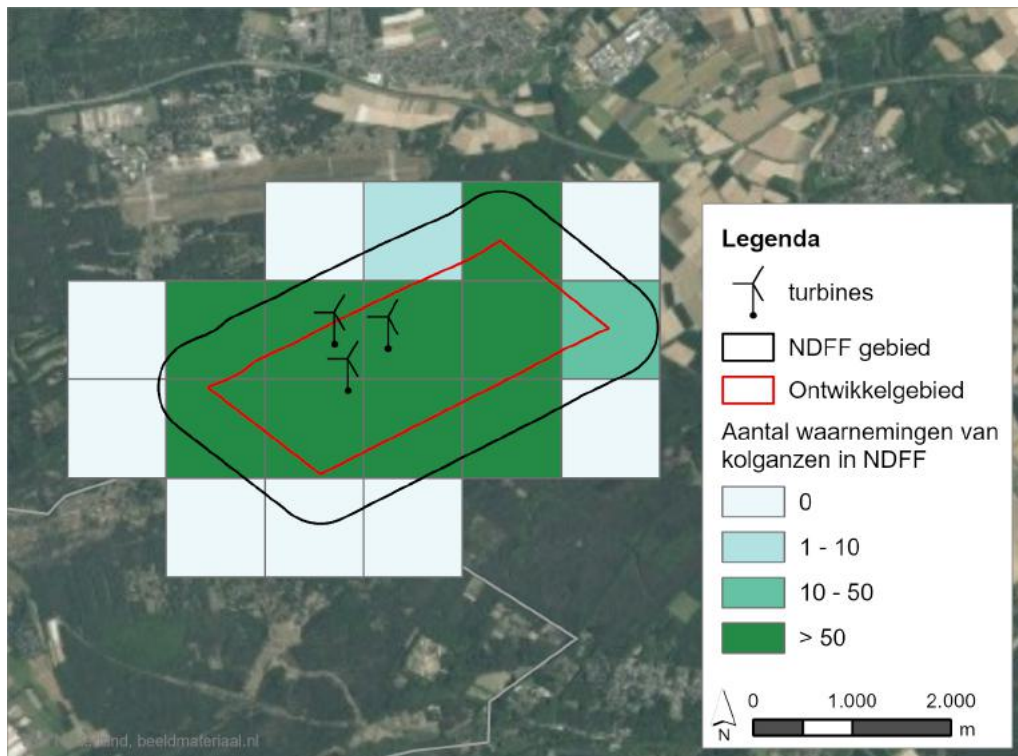 Legenda
turbines
NDFF gebied
Ontwikkelgebied
Aantal waarnemingen van
kolganzen in NDFF
0
1 - 10
10 - 50
> 50
N
0 1.000 2.000
m
beeldmateriaal.nl